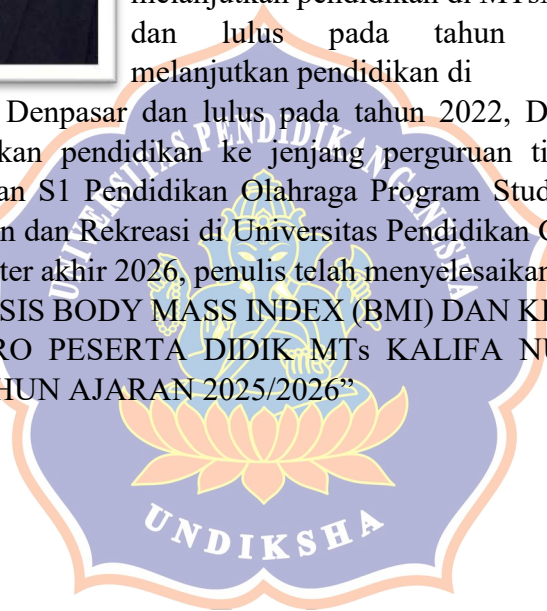 melanjutkan pendidikan di
dan lulus pada tahun
melanjutkan pendidikan di
Denpasar dan lulus pada tahun 2022, D
kan pendidikan ke jenjang perguruan ti
an S1 Pendidikan Olahraga Program Stud
n dan Rekreasi di Universitas Pendidikan G
ter akhir 2026, penulis telah menyelesaikan
SIS BODY MASS INDEX (BMI) DAN K
RO PESERTA DIDIK MTs KALIFA NU
HUN AJARAN 2025/2026”
UNIVERSITAS PENDIDIKAN GANESHA
UNDIKSHA